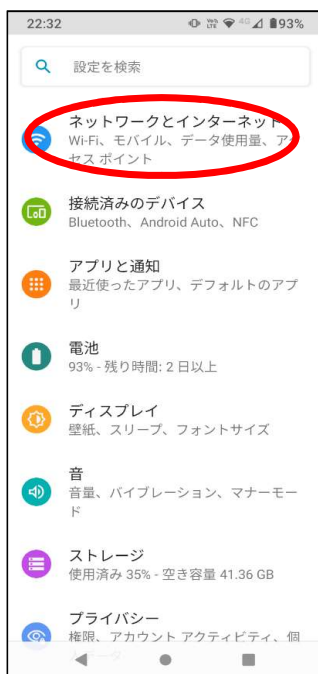 22:32 Vo)) LTE 4G 93%
設定を検索
ネットワークとインターネット
Wi-Fi、モバイル、データ使用量、アク
セス ポイント
接続済みのデバイス
Bluetooth、Android Auto、NFC
アプリと通知
最近使ったアプリ、デフォルトのアプ
リ
電池
93% - 残り時間: 2 日以上
ディスプレイ
壁紙、スリープ、フォントサイズ
音
音量、バイブレーション、マナーモー
ド
ストレージ
使用済み 35% - 空き容量 41.36 GB
プライバシー
権限、アカウント アクティビティ、個